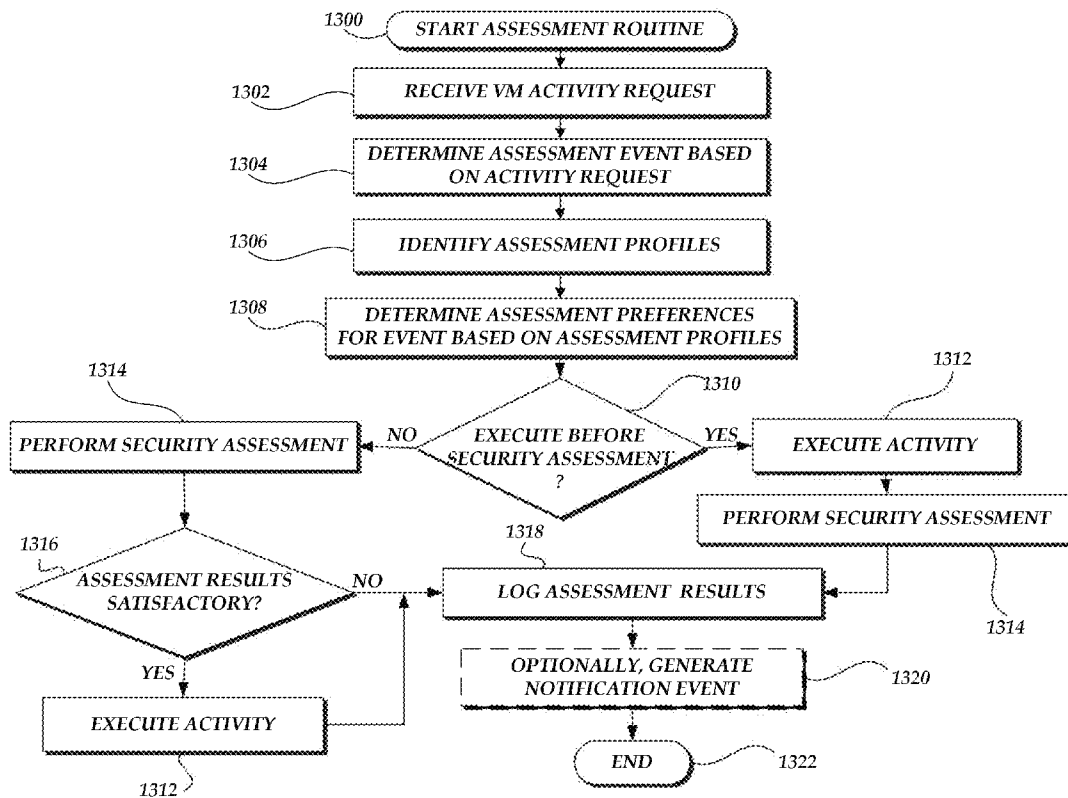 1300
START ASSESSMENT ROUTINE
1302
RECEIVE VM ACTIVITY REQUEST
1304
DETERMINE ASSESSMENT EVENT BASED
ON ACTIVITY REQUEST
1306
IDENTIFY ASSESSMENT PROFILES
1308
DETERMINE ASSESSMENT PREFERENCES
FOR EVENT BASED ON ASSESSMENT PROFILES
1310
EXECUTE BEFORE
SECURITY ASSESSMENT
?
NO
YES
1314
PERFORM SECURITY ASSESSMENT
1312
EXECUTE ACTIVITY
PERFORM SECURITY ASSESSMENT
1314
1316
ASSESSMENT RESULTS
SATISFACTORY?
NO
YES
1318
LOG ASSESSMENT RESULTS
EXECUTE ACTIVITY
1312
OPTIONALLY, GENERATE
NOTIFICATION EVENT
1320
END
1322